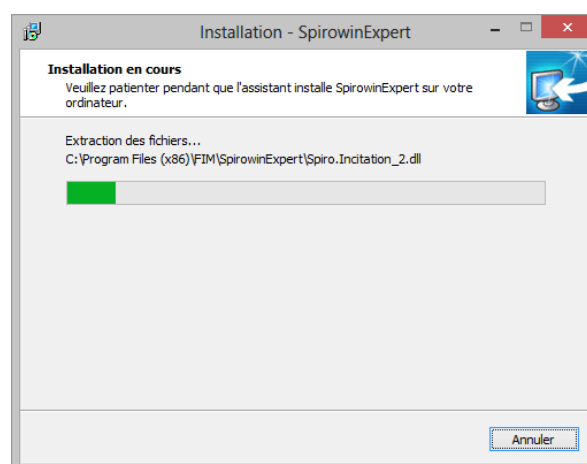 Installation - SpirowinExpert
Installation en cours
Veuillez patienter pendant que l'assistant installe SpirowinExpert sur votre
ordinateur.
Extraction des fichiers...
C:\Program Files (x86)\FIM\SpirowinExpert\Spiro.Incitation_2.dll
Annuler